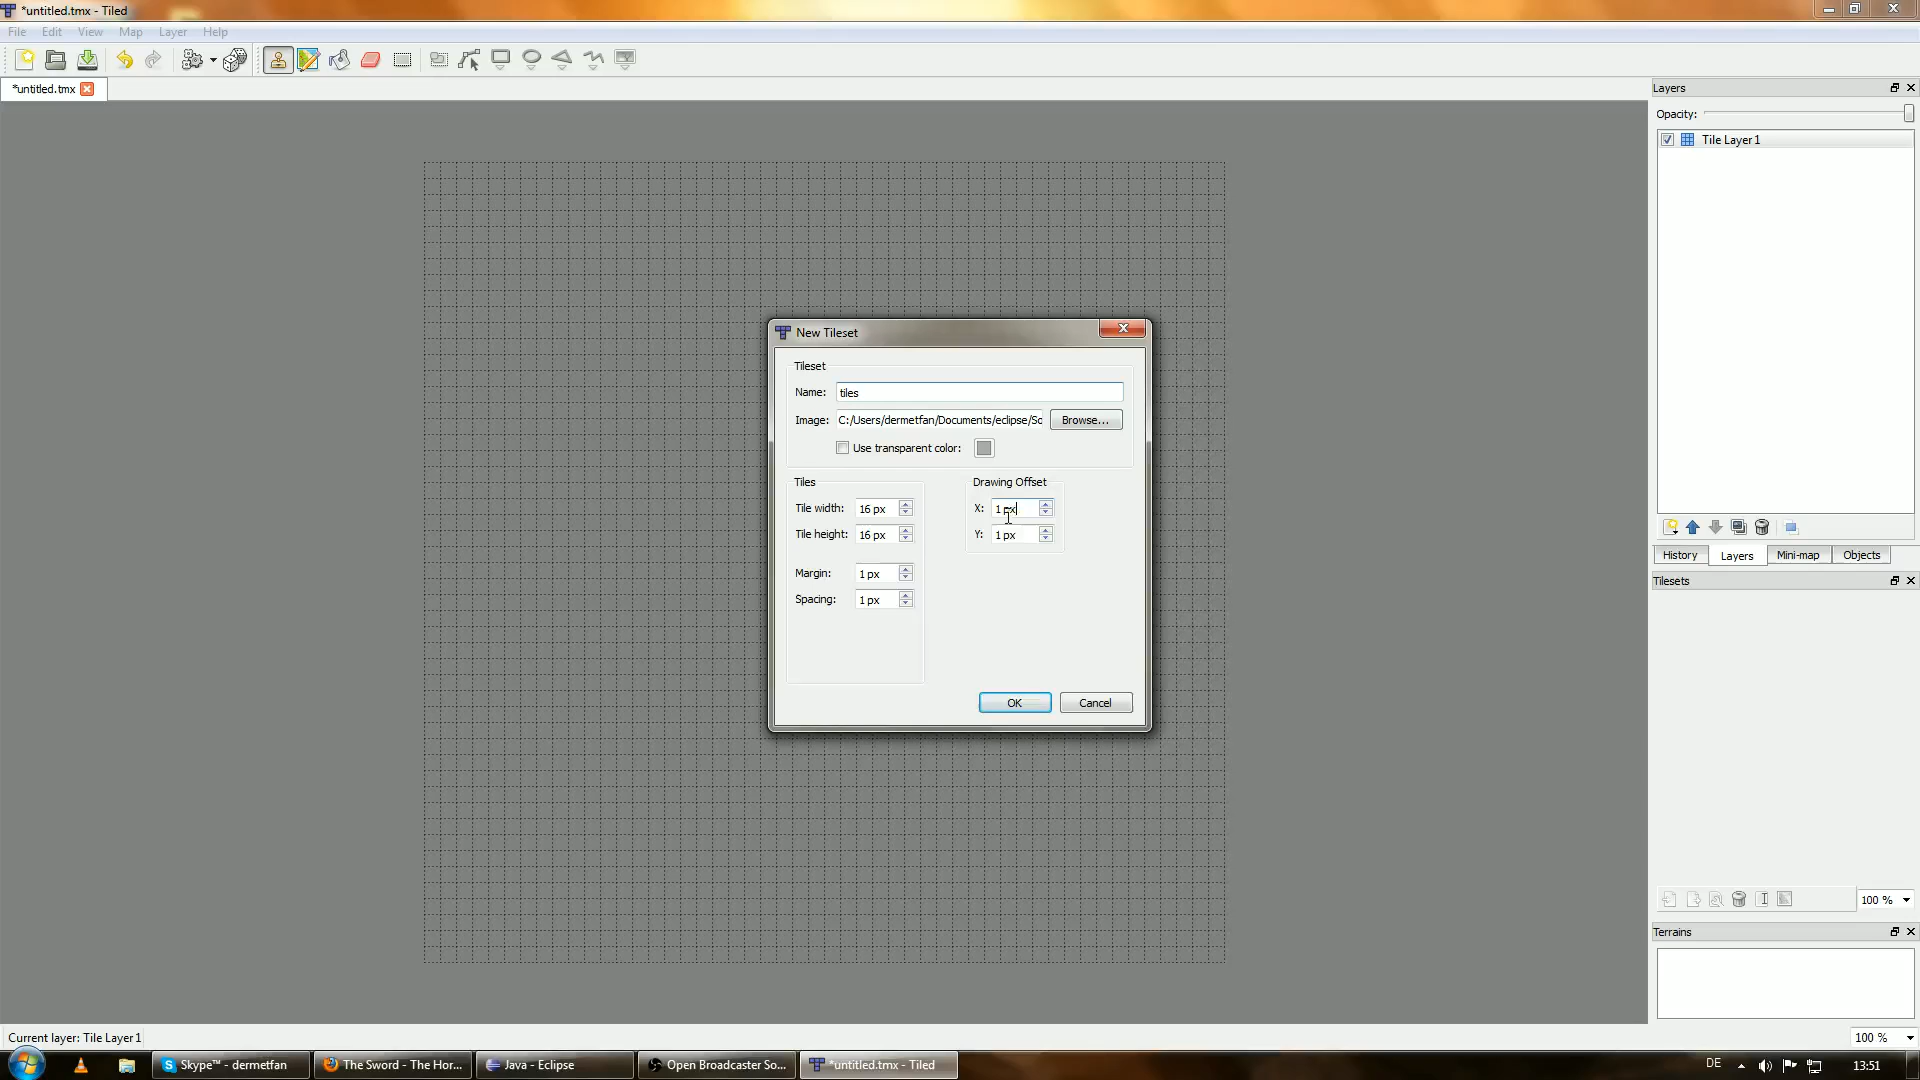 *untitled.tmx - Tiled
File Edit View Map Layer Help
*untitled.tmx
Layers
Opacity:
Tile Layer 1
New Tileset
Tileset
Name: tiles
Image: C:/Users/dermetfan/Documents/eclipse/So Browse...
Use transparent color:
Tiles
Drawing Offset
Tile width: 16 px
X: 1 px
Tile height: 16 px
Y: 1 px
Margin: 1 px
Spacing: 1 px
OK Cancel
History Layers Mini-map Objects
Tilesets
100 %
Terrains
Current layer: Tile Layer 1
100 %
Skype™ - dermetfan
The Sword - The Hor...
Java - Eclipse
Open Broadcaster So...
*untitled.tmx - Tiled
DE
13:51